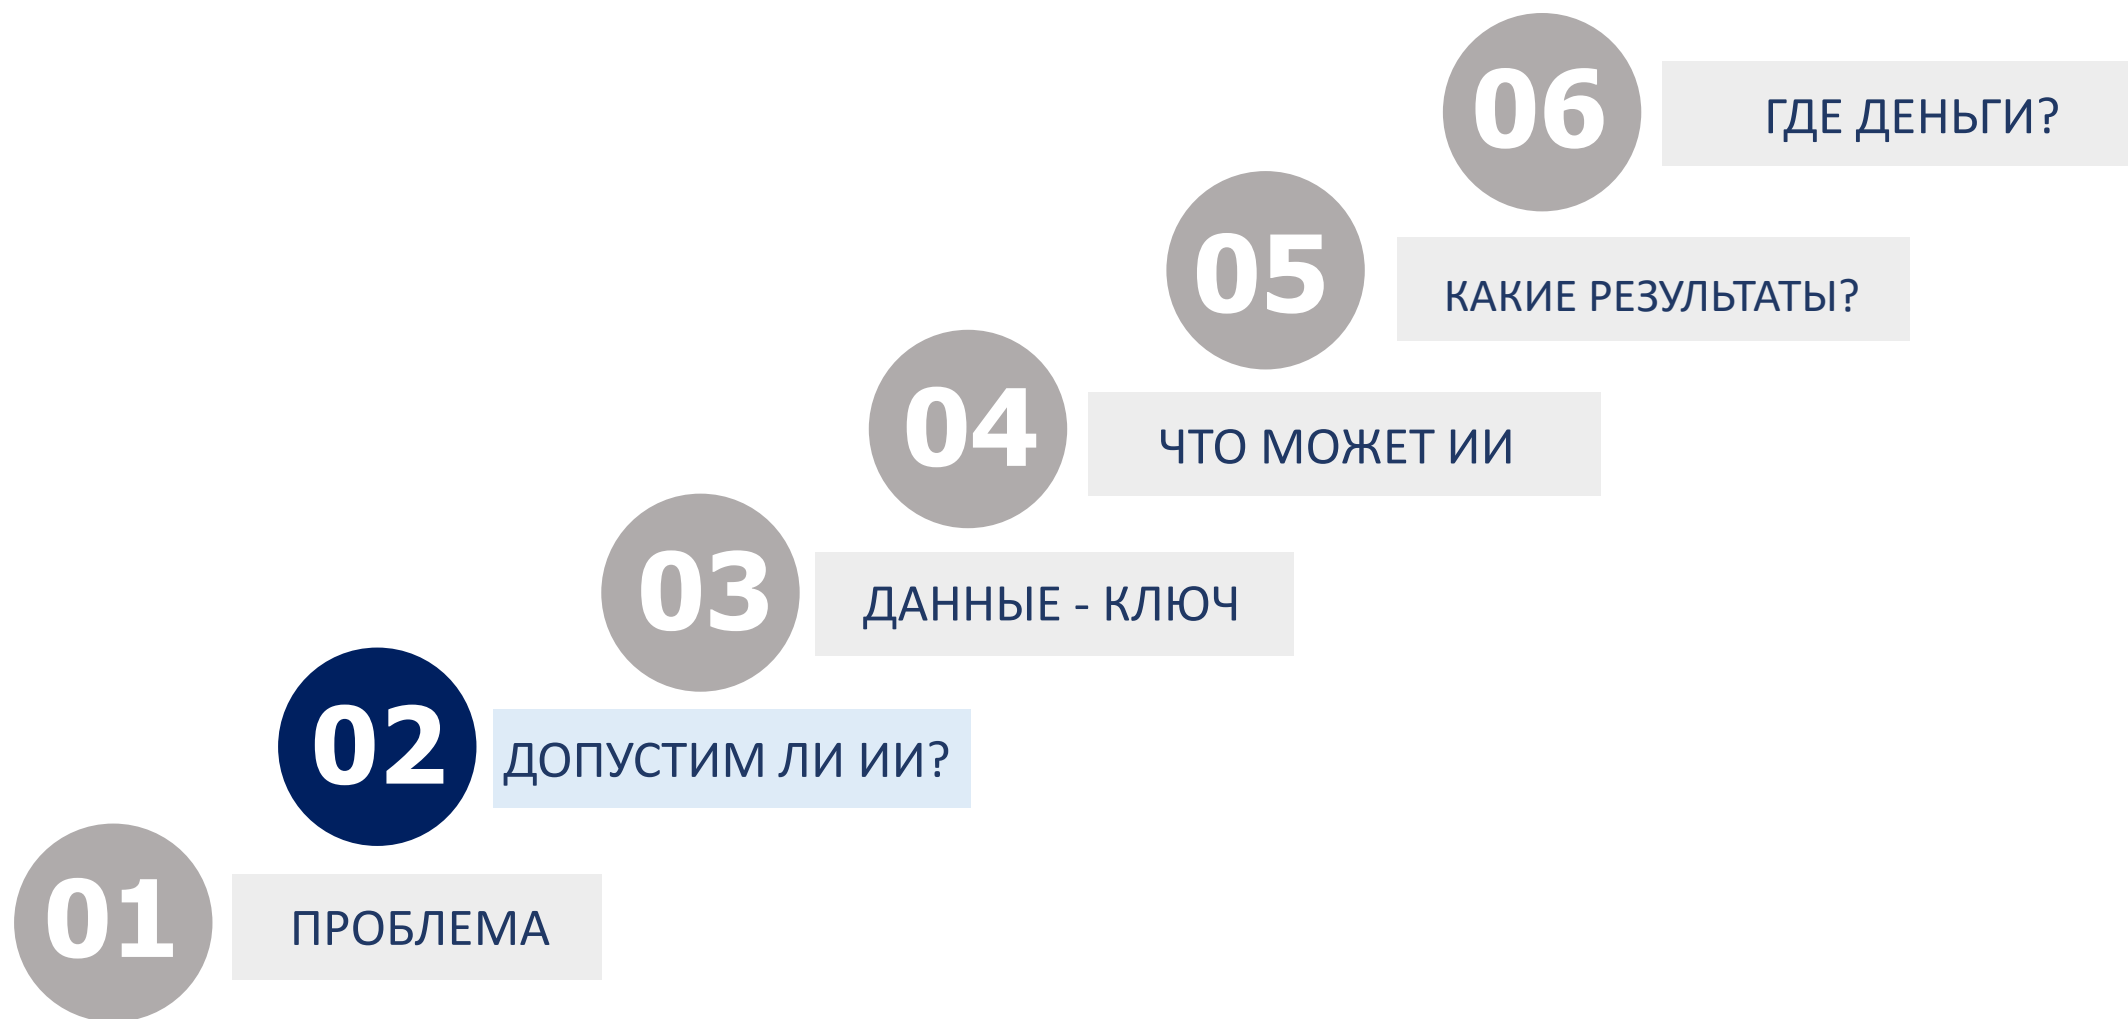 06
ГДЕ ДЕНЬГИ?
05
КАКИЕ РЕЗУЛЬТАТЫ?
04
ЧТО МОЖЕТ ИИ
03
ДАННЫЕ - КЛЮЧ
02
ДОПУСТИМ ЛИ ИИ?
01
ПРОБЛЕМА